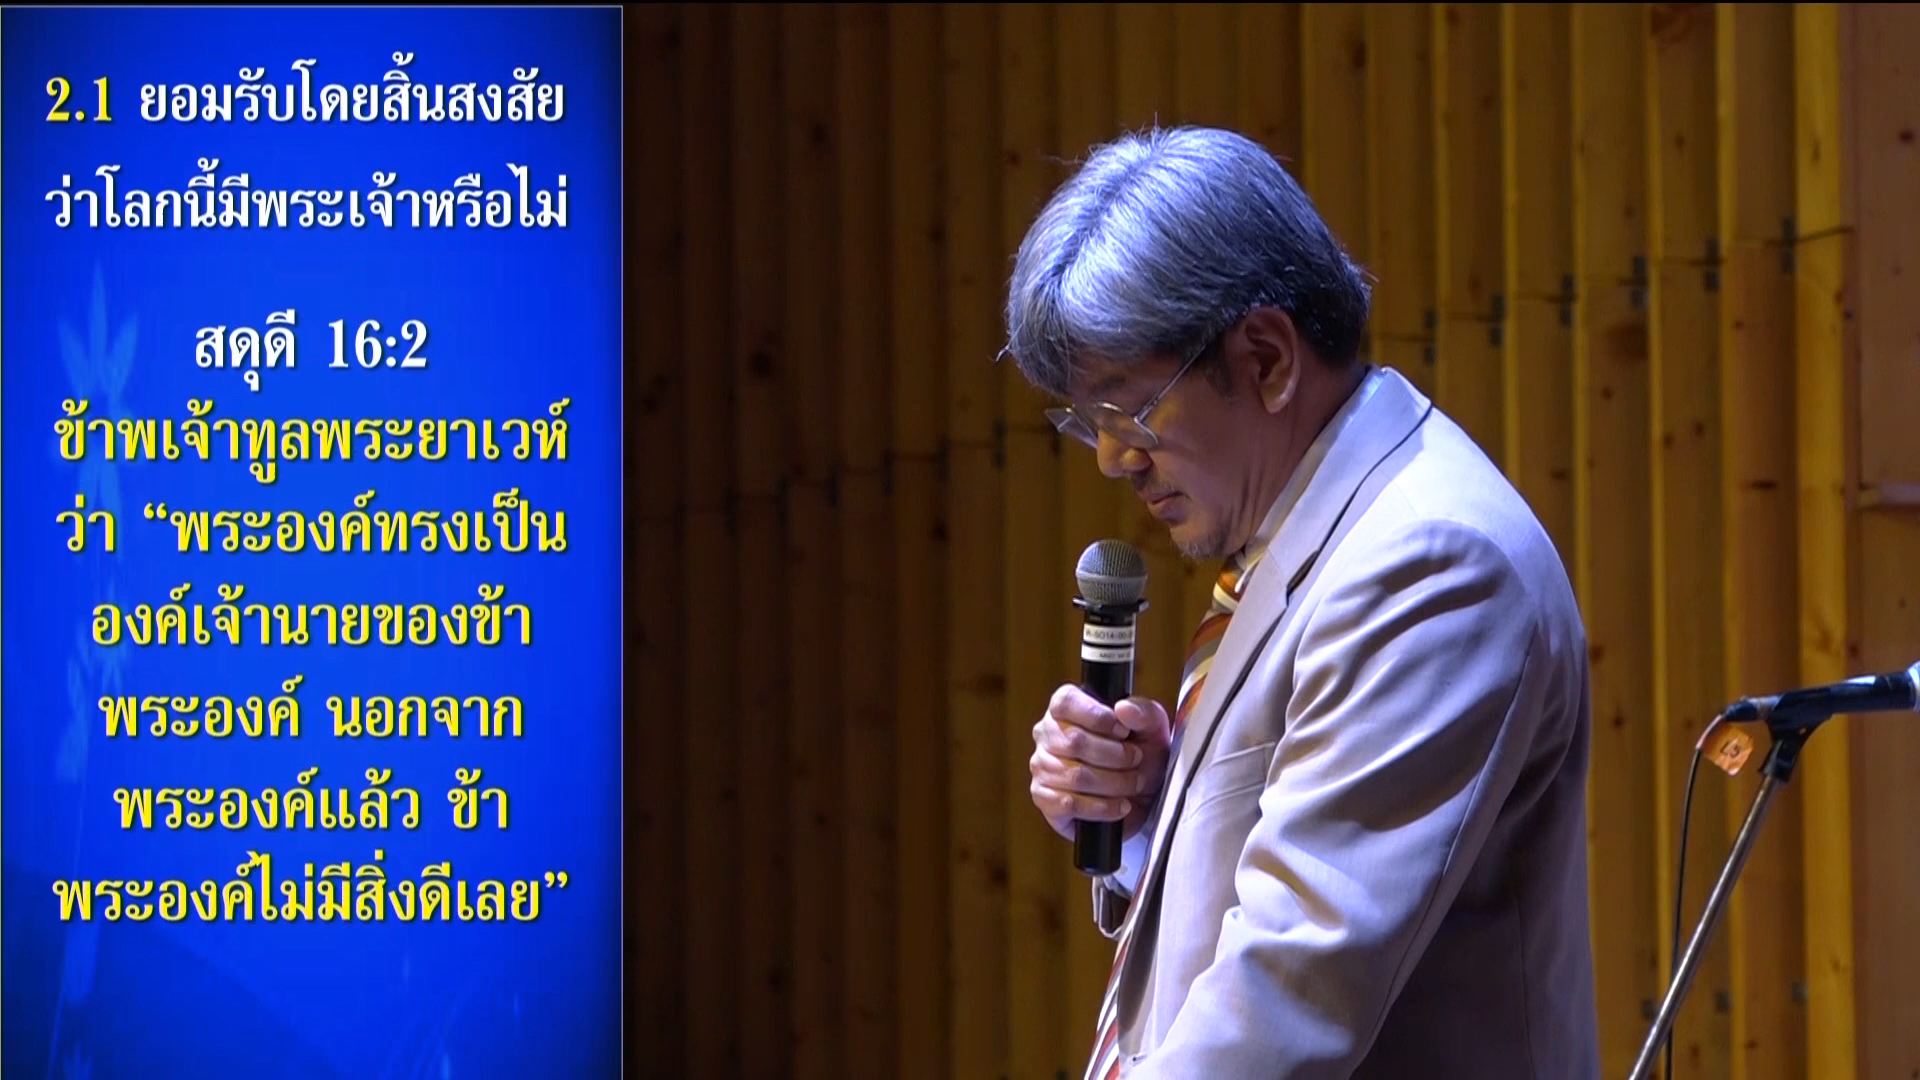 2.1 ยอมรับโดยสิ้นสงสัย
ว่าโลกนี้มีพระเจ้าหรือไม่
สดุดี 16:2
ข้าพเจ้าทูลพระยาเวห์
ว่า “พระองค์ทรงเป็น
องค์เจ้านายของข้า
พระองค์ นอกจาก
พระองค์แล้ว ข้า
พระองค์ไม่มีสิ่งดีเลย”